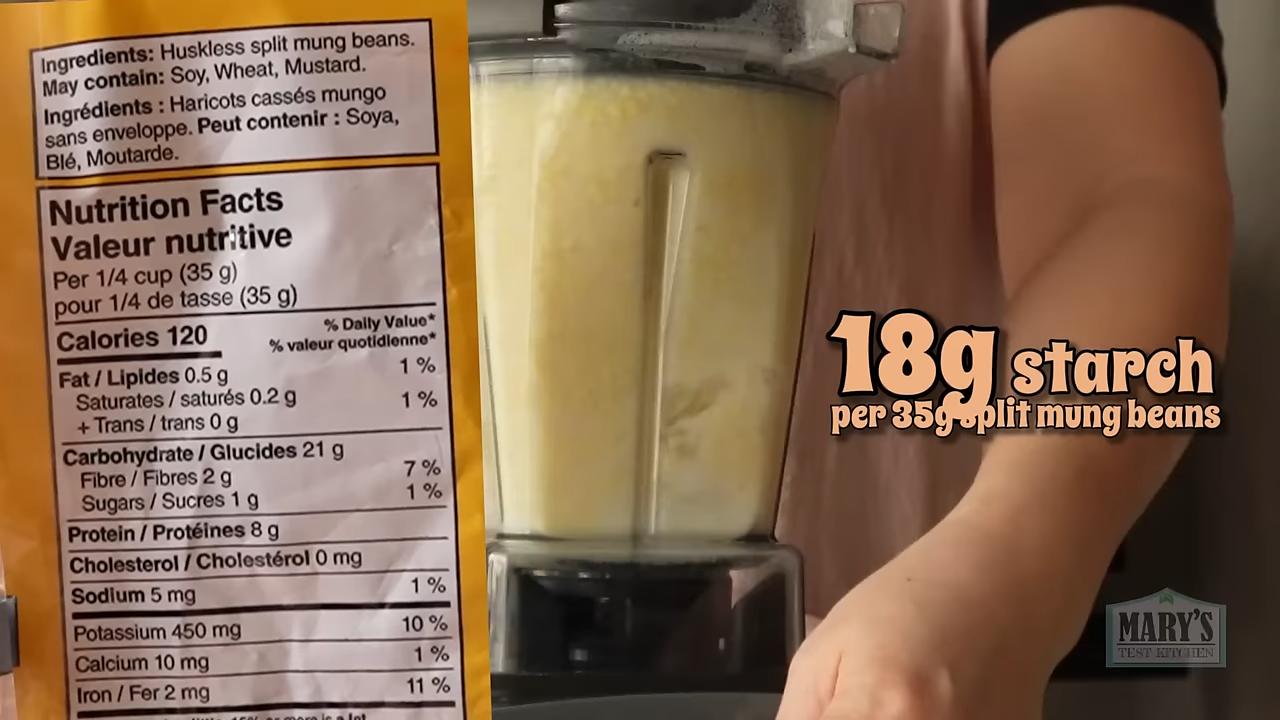 Ingredients: Huskless split mung beans.
May contain: Soy, Wheat, Mustard.
Ingrédients : Haricots cassés mungo
sans enveloppe. Peut contenir : Soya,
Blé, Moutarde.
Nutrition Facts
Valeur nutritive
Per 1/4 cup (35 g)
pour 1/4 de tasse (35 g)
Calories 120
% Daily Value*
% valeur quotidienne*
Fat / Lipides 0.5 g 1 %
Saturates / saturés 0.2 g 1 %
+ Trans / trans 0 g
Carbohydrate / Glucides 21 g
Fibre / Fibres 2 g 7 %
Sugars / Sucres 1 g 1 %
Protein / Protéines 8 g
Cholesterol / Cholestérol 0 mg
Sodium 5 mg 1 %
Potassium 450 mg 10 %
Calcium 10 mg 1 %
Iron / Fer 2 mg 11 %
18g starch
per 35g split mung beans
MARY'S
TEST KITCHEN